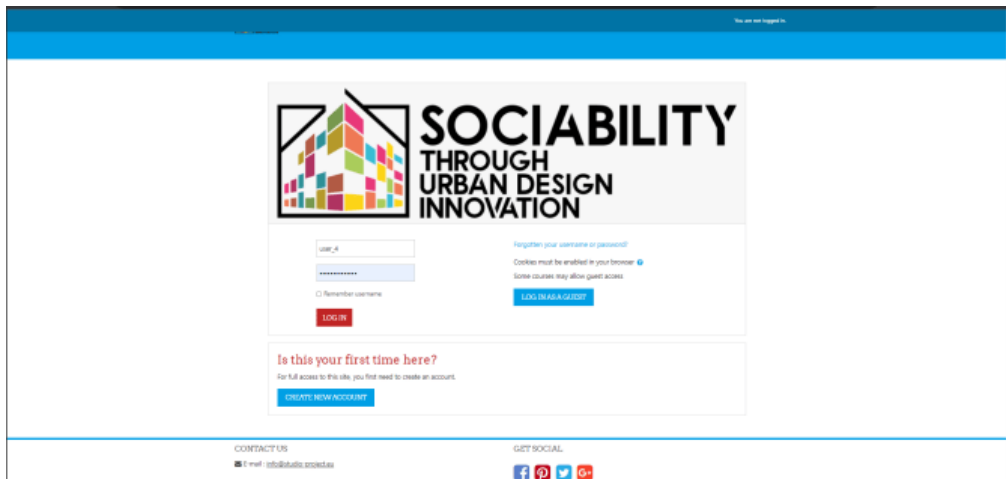 You are not logged in.
SOCIABILITY
THROUGH
URBAN DESIGN
INNOVATION
user_4
Forgotten your username or password?
Cookies must be enabled in your browser
Remember username
Some courses may allow guest access
LOG IN
LOG IN AS A GUEST
Is this your first time here?
For full access to this site, you first need to create an account.
CREATE NEW ACCOUNT
CONTACT US
E-mail : info@studio-project.eu
GET SOCIAL